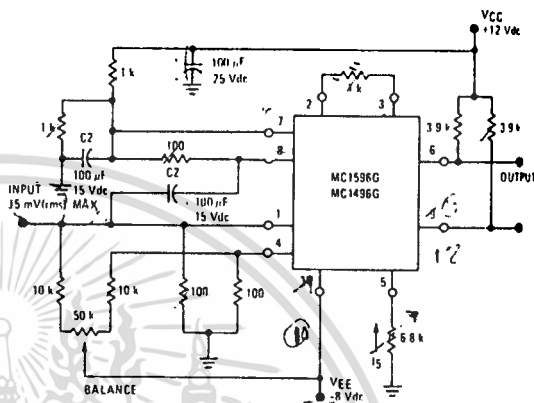 VCC
+12 Vdc
1 k
100 µF
25 Vdc
2
3
1 k
7
C2
100 µF
15 Vdc
100
8
C2
100 µF
15 Vdc
MC1596G
MC1496G
3.9 k
3.9k
6
OUTPUT
INPUT
15 mV(rms) MAX
1
4
12
10 k
10 k
50 k
100
100
10
5
6.8 k
I5
BALANCE
VEE
-8 Vdc